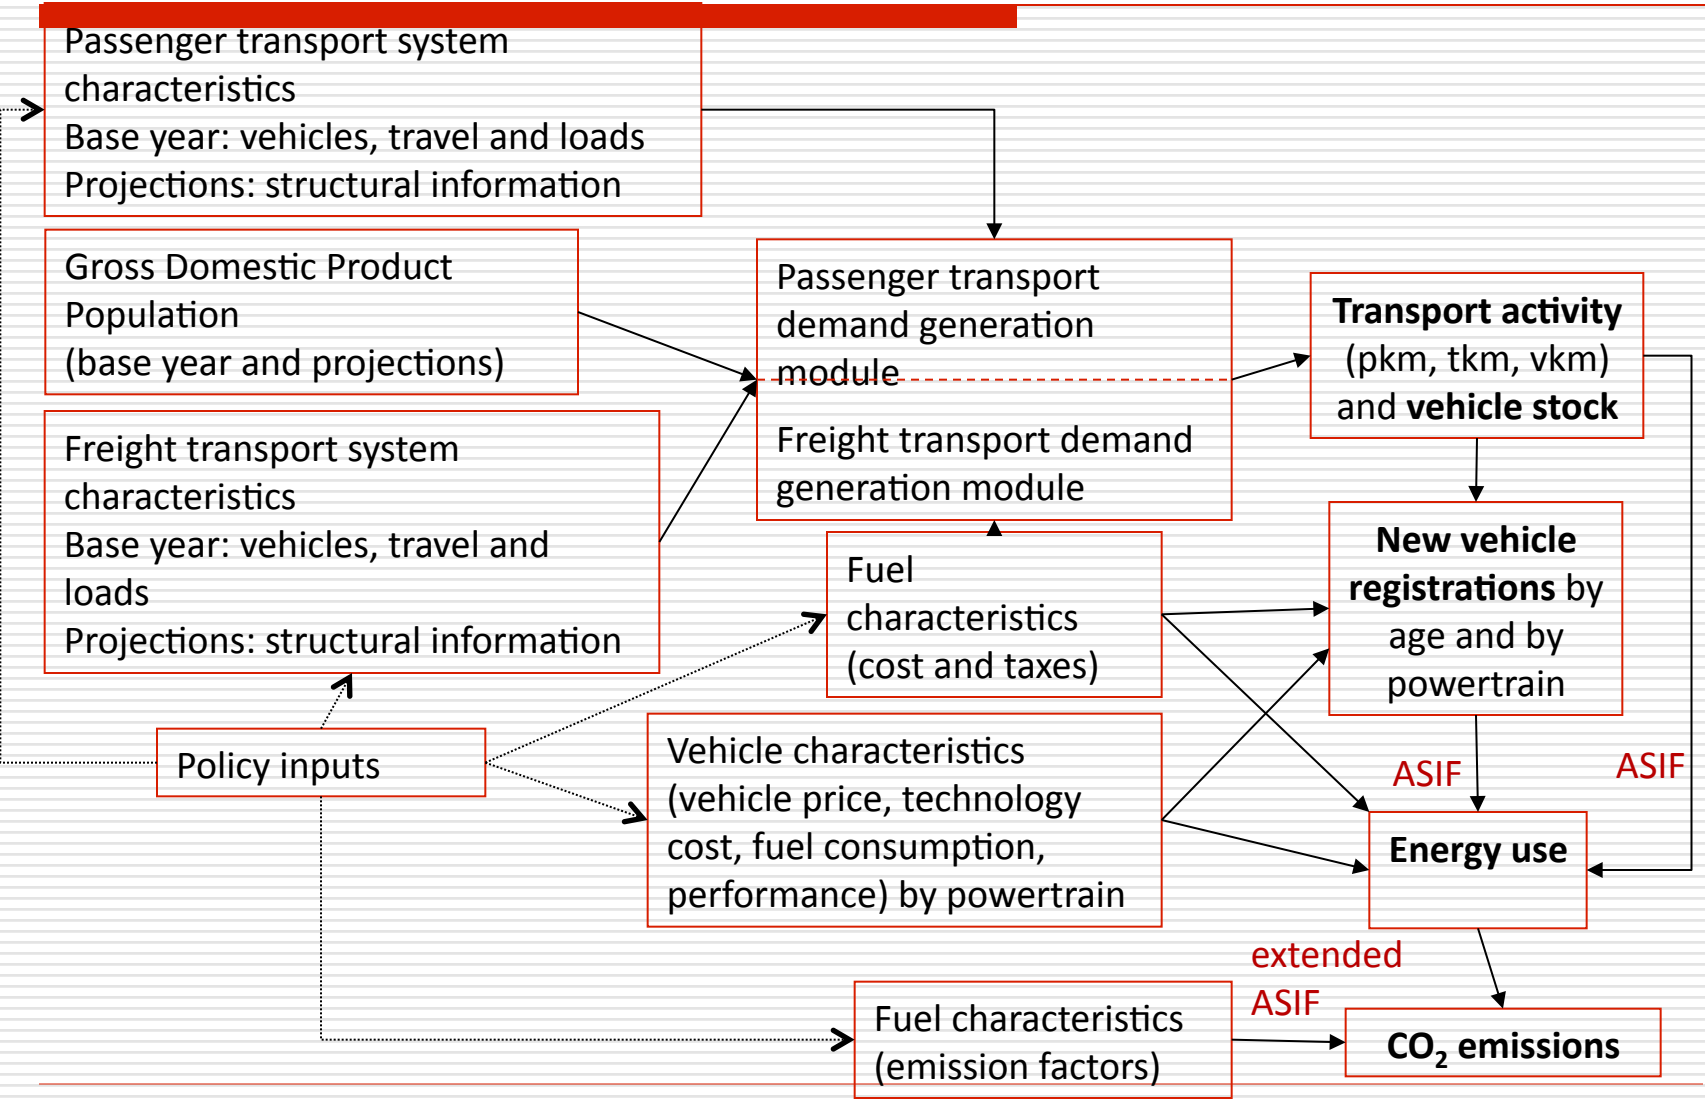 Passenger transport system
characteristics
Base year: vehicles, travel and loads
Projections: structural information
Gross Domestic Product
Population
(base year and projections)
Freight transport system
characteristics
Base year: vehicles, travel and
loads
Projections: structural information
Policy inputs
Passenger transport
demand generation
module
Freight transport demand
generation module
Fuel
characteristics
(cost and taxes)
Vehicle characteristics
(vehicle price, technology
cost, fuel consumption,
performance) by powertrain
Fuel characteristics
(emission factors)
Transport activity
(pkm, tkm, vkm)
and vehicle stock
New vehicle
registrations by
age and by
powertrain
ASIF
ASIF
Energy use
extended
ASIF
CO₂ emissions